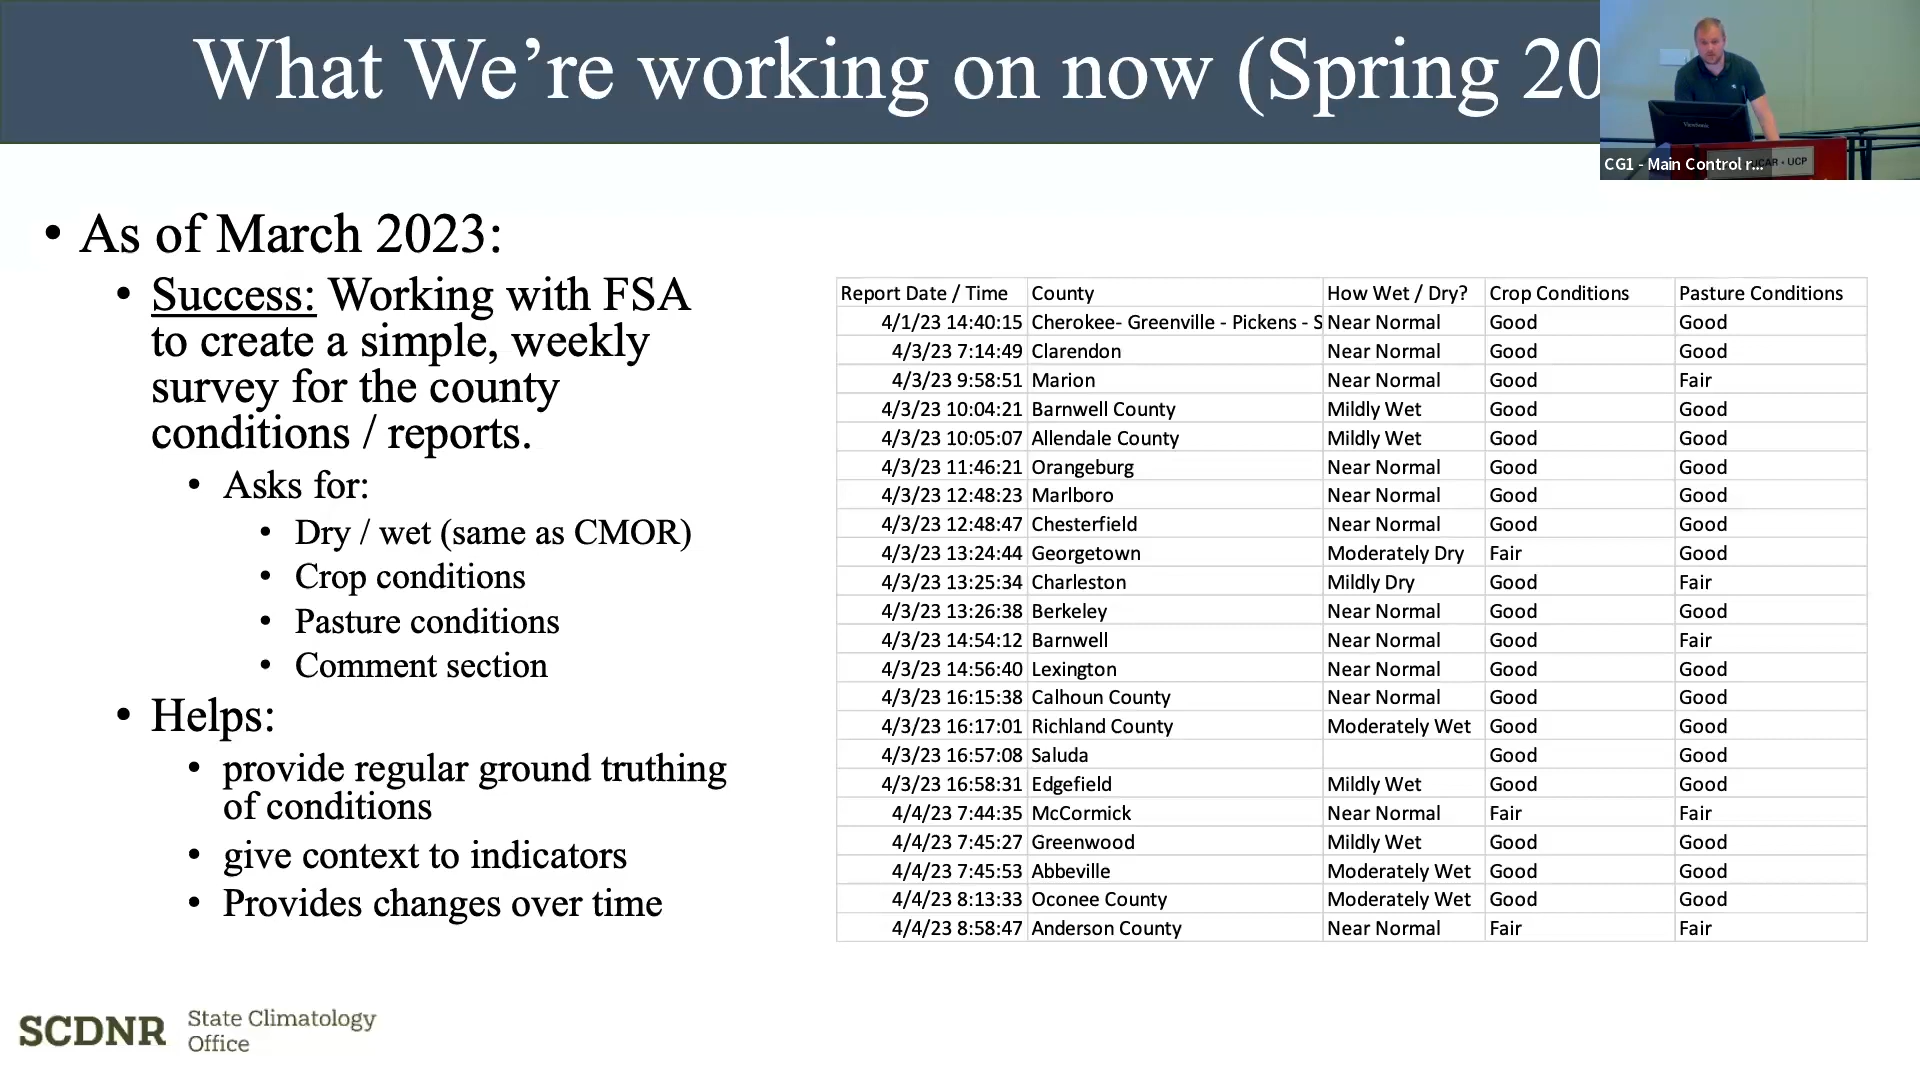 What We’re working on now (Spring 20
CG1 - Main Control r...
UCAR • UCP
• As of March 2023:
• Success: Working with FSA
to create a simple, weekly
survey for the county
conditions / reports.
• Asks for:
• Dry / wet (same as CMOR)
• Crop conditions
• Pasture conditions
• Comment section
• Helps:
• provide regular ground truthing
of conditions
• give context to indicators
• Provides changes over time
Report Date / Time County How Wet / Dry? Crop Conditions Pasture Conditions
4/1/23 14:40:15 Cherokee- Greenville - Pickens - S Near Normal Good Good
4/3/23 7:14:49 Clarendon Near Normal Good Good
4/3/23 9:58:51 Marion Near Normal Good Fair
4/3/23 10:04:21 Barnwell County Mildly Wet Good Good
4/3/23 10:05:07 Allendale County Mildly Wet Good Good
4/3/23 11:46:21 Orangeburg Near Normal Good Good
4/3/23 12:48:23 Marlboro Near Normal Good Good
4/3/23 12:48:47 Chesterfield Near Normal Good Good
4/3/23 13:24:44 Georgetown Moderately Dry Fair Good
4/3/23 13:25:34 Charleston Mildly Dry Good Fair
4/3/23 13:26:38 Berkeley Near Normal Good Good
4/3/23 14:54:12 Barnwell Near Normal Good Fair
4/3/23 14:56:40 Lexington Near Normal Good Good
4/3/23 16:15:38 Calhoun County Near Normal Good Good
4/3/23 16:17:01 Richland County Moderately Wet Good Good
4/3/23 16:57:08 Saluda Good Good
4/3/23 16:58:31 Edgefield Mildly Wet Good Good
4/4/23 7:44:35 McCormick Near Normal Fair Fair
4/4/23 7:45:27 Greenwood Mildly Wet Good Good
4/4/23 7:45:53 Abbeville Moderately Wet Good Good
4/4/23 8:13:33 Oconee County Moderately Wet Good Good
4/4/23 8:58:47 Anderson County Near Normal Fair Fair
SCDNR State Climatology
Office